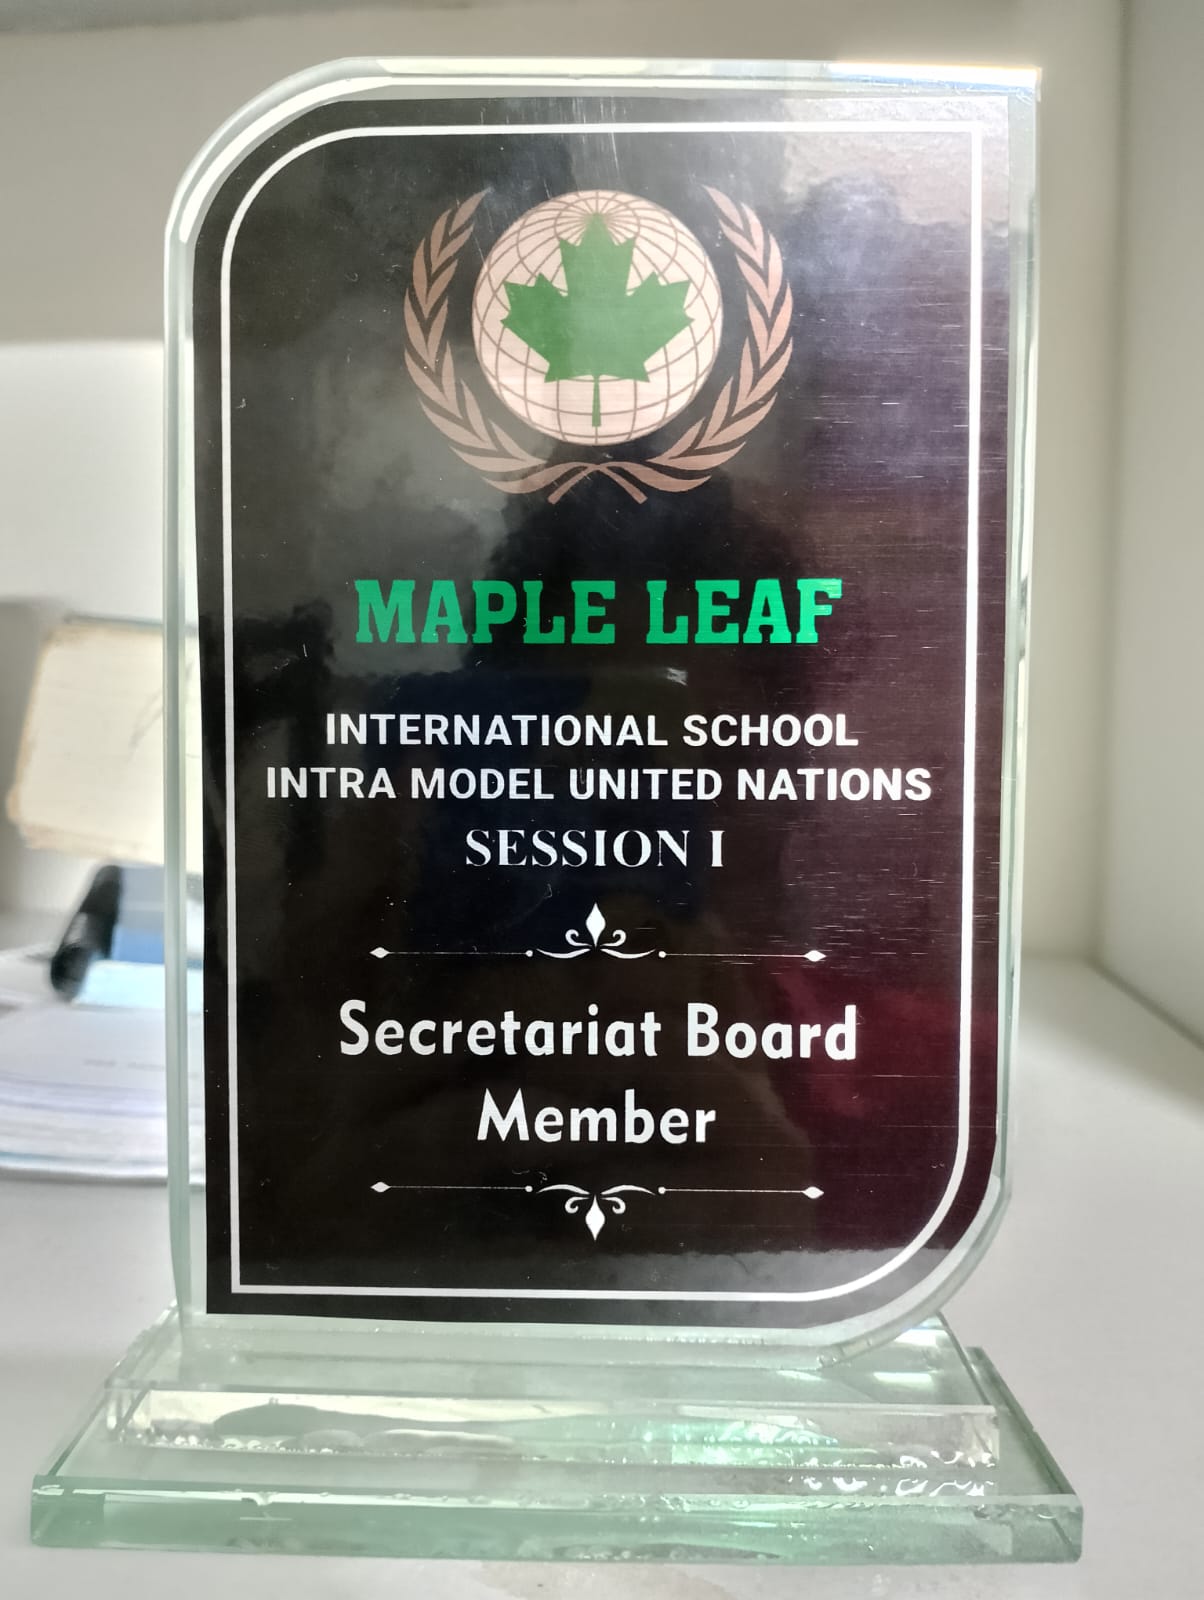 MAPLE LEAF
INTERNATIONAL SCHOOL
INTRA MODEL UNITED NATIONS
SESSION I
Secretariat Board
Member